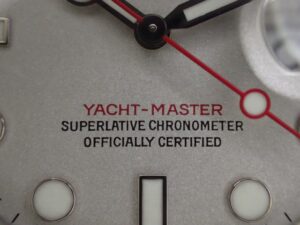 YACHT-MASTER
SUPERLATIVE CHRONOMETER
OFFICIALLY CERTIFIED